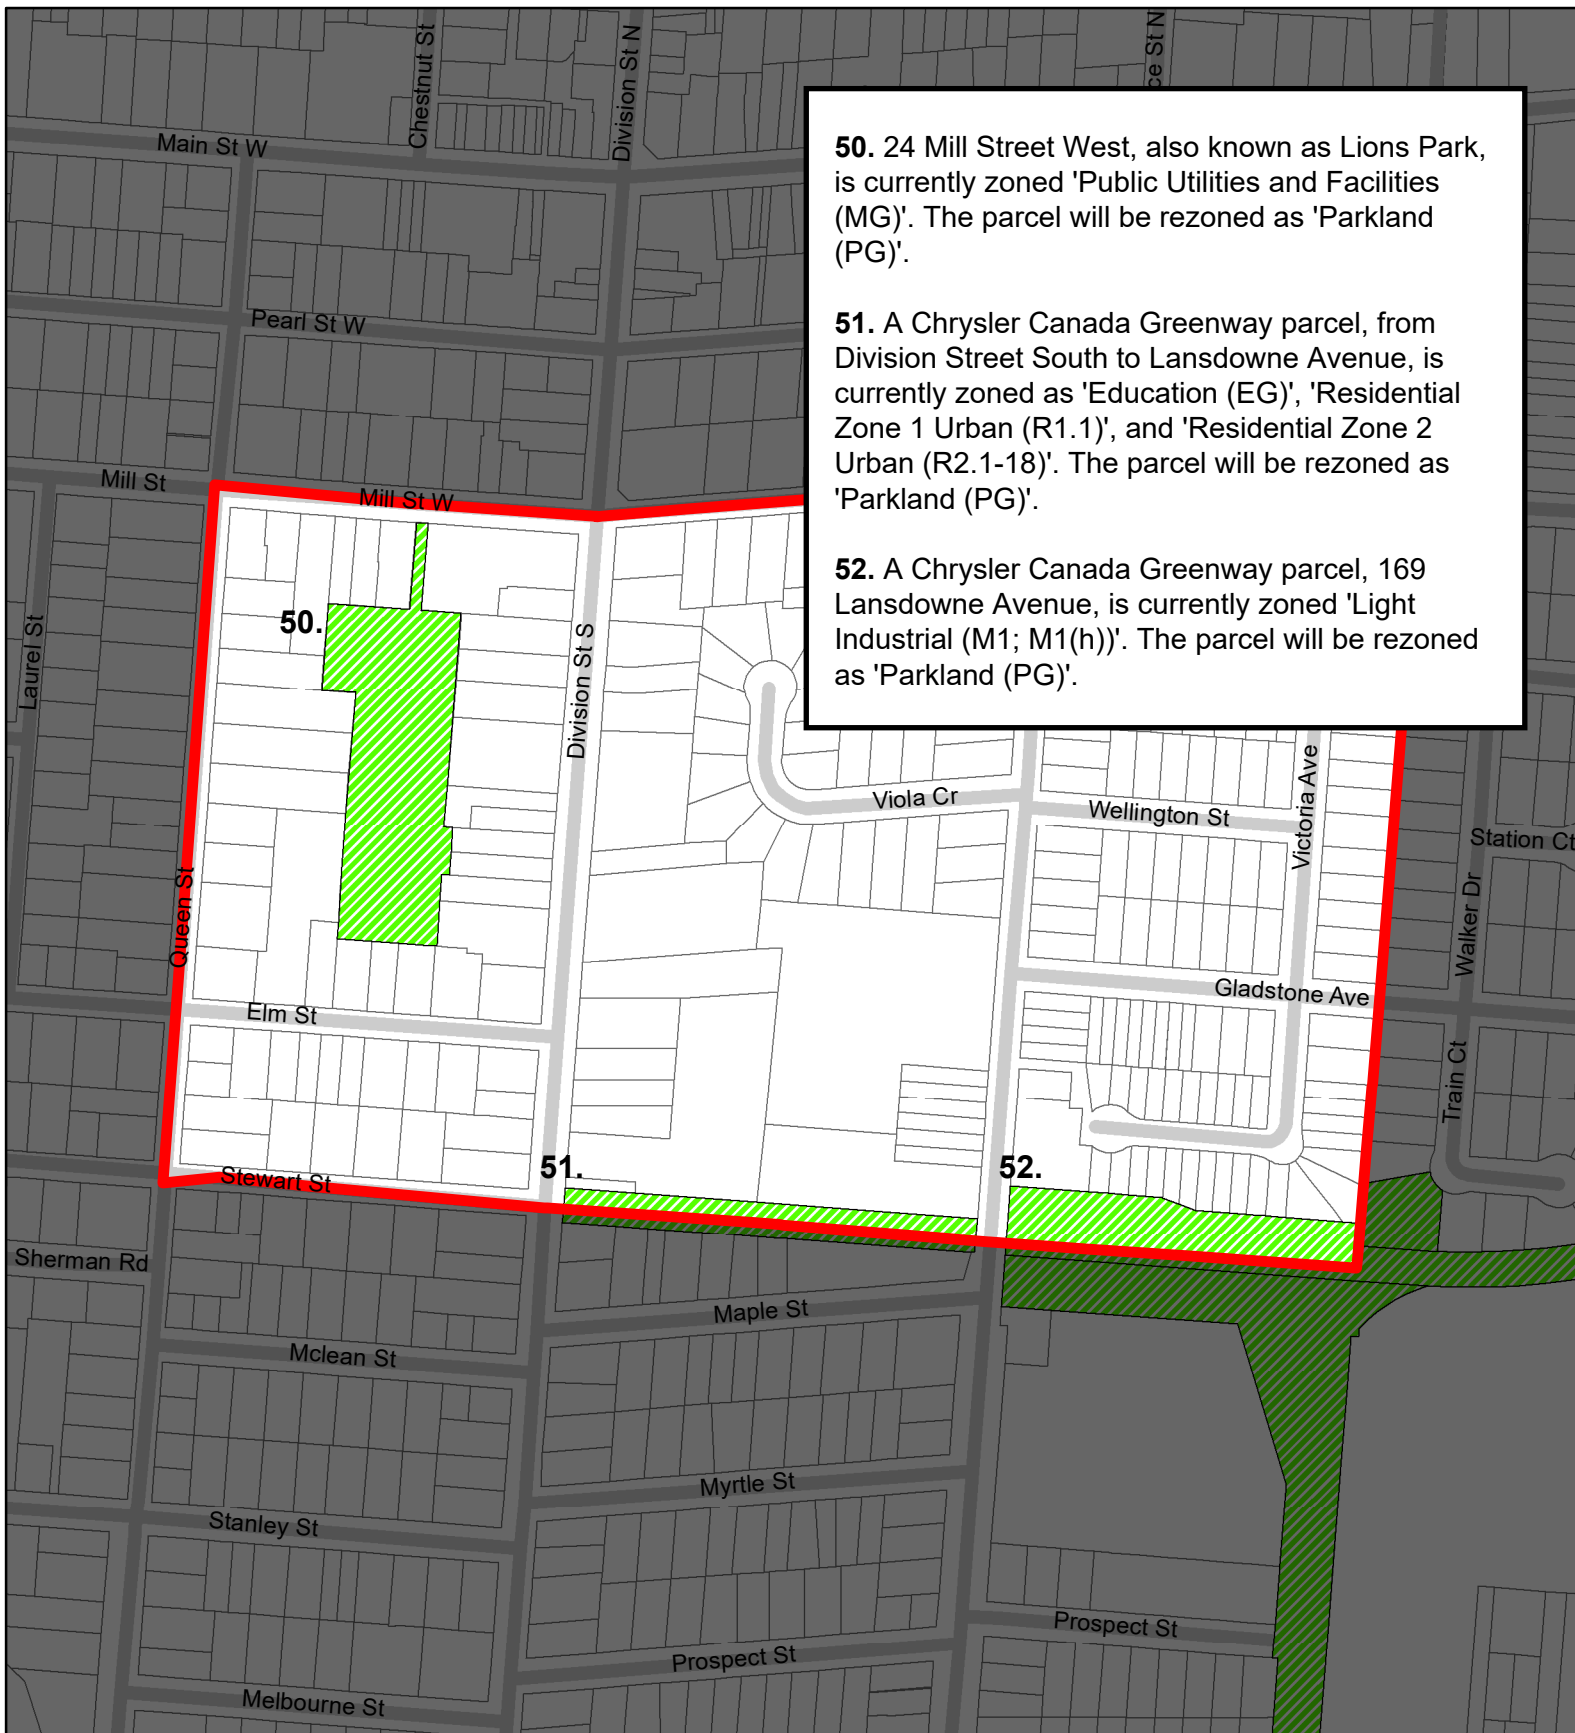 Chestnut St
Division St N
ce St N
Main St W
50. 24 Mill Street West, also known as Lions Park,
is currently zoned 'Public Utilities and Facilities
(MG)'. The parcel will be rezoned as 'Parkland
(PG)'.
51. A Chrysler Canada Greenway parcel, from
Division Street South to Lansdowne Avenue, is
currently zoned as 'Education (EG)', 'Residential
Zone 1 Urban (R1.1)', and 'Residential Zone 2
Urban (R2.1-18)'. The parcel will be rezoned as
'Parkland (PG)'.
52. A Chrysler Canada Greenway parcel, 169
Lansdowne Avenue, is currently zoned 'Light
Industrial (M1; M1(h))'. The parcel will be rezoned
as 'Parkland (PG)'.
Pearl St W
Mill St
Mill St W
50.
Laurel St
Division St S
Viola Cr
Wellington St
Victoria Ave
Station Ct
Queen St
Walker Dr
Gladstone Ave
Elm St
Train Ct
51.
52.
Stewart St
Sherman Rd
Maple St
Mclean St
Myrtle St
Stanley St
Prospect St
Prospect St
Melbourne St